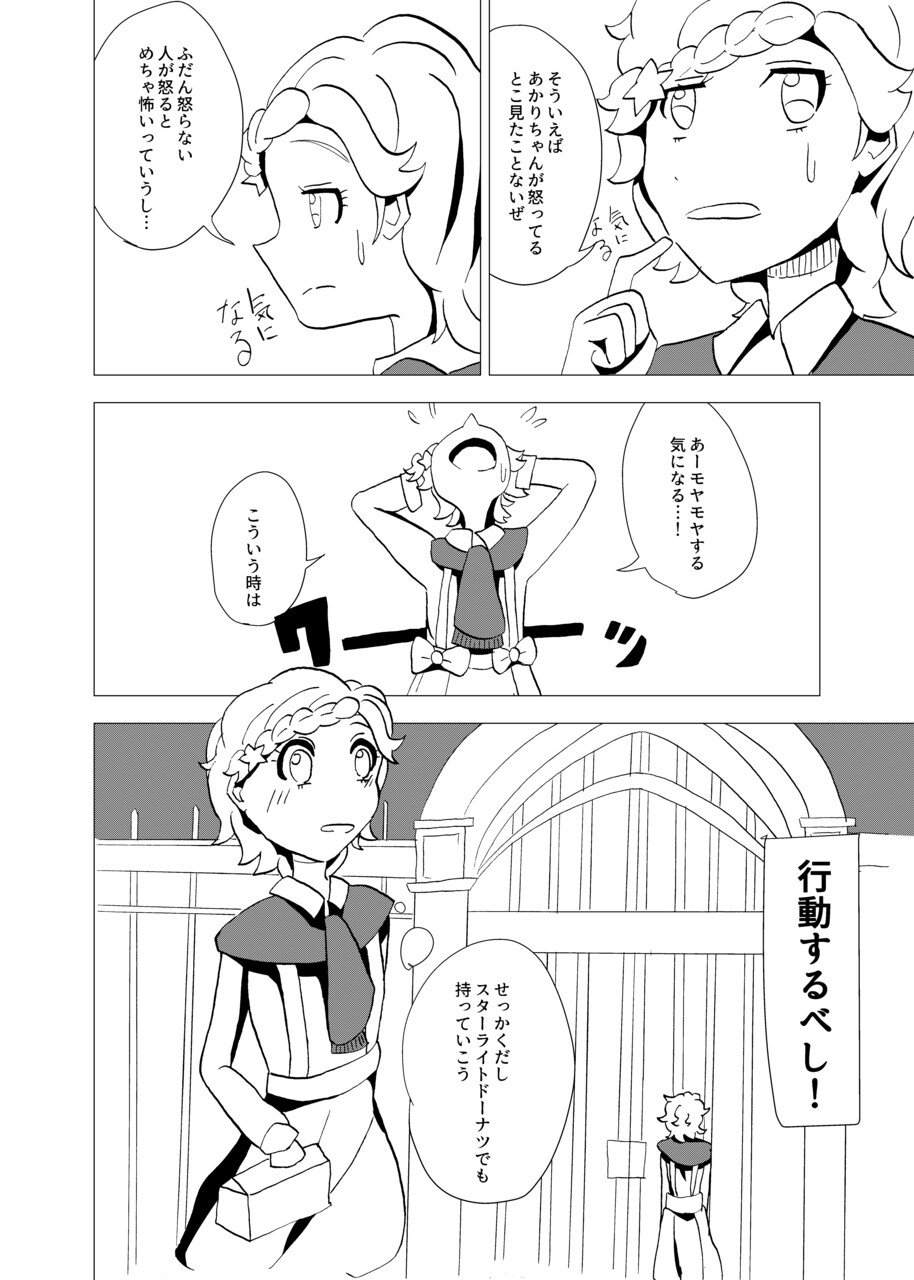 そういえば
あかりちゃんが怒ってる
とこ見たことないぜ
気に
なる
ふだん怒らない
人が怒ると
めちゃ怖いっていうし…
気に
なる
あーモヤモヤする
気になる…！
こういう時は
クーッ
行動するべし！
せっかくだし
スターライトドーナツでも
持っていこう